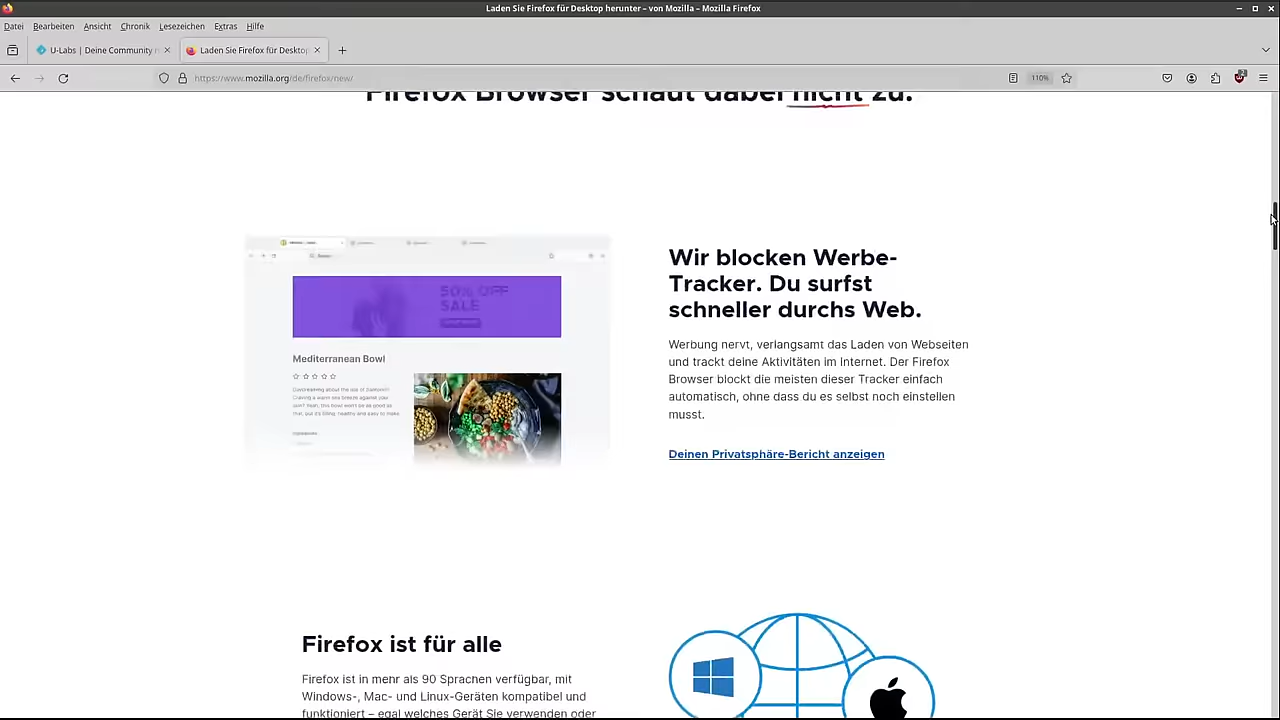 Laden Sie Firefox für Desktop herunter – von Mozilla – Mozilla Firefox
Datei Bearbeiten Ansicht Chronik Lesezeichen Extras Hilfe
U-Labs | Deine Community
Laden Sie Firefox für Desktop
https://www.mozilla.org/de/firefox/new/
110%
Firefox Browser schaut dabei nicht zu.
50% OFF
SALE
Mediterranean Bowl
Wir blocken Werbe-
Tracker. Du surfst
schneller durchs Web.
Werbung nervt, verlangsamt das Laden von Webseiten
und trackt deine Aktivitäten im Internet. Der Firefox
Browser blockt die meisten dieser Tracker einfach
automatisch, ohne dass du es selbst noch einstellen
musst.
Deinen Privatsphäre-Bericht anzeigen
Firefox ist für alle
Firefox ist in mehr als 90 Sprachen verfügbar, mit
Windows-, Mac- und Linux-Geräten kompatibel und
funktioniert – egal welches Gerät Sie verwenden oder